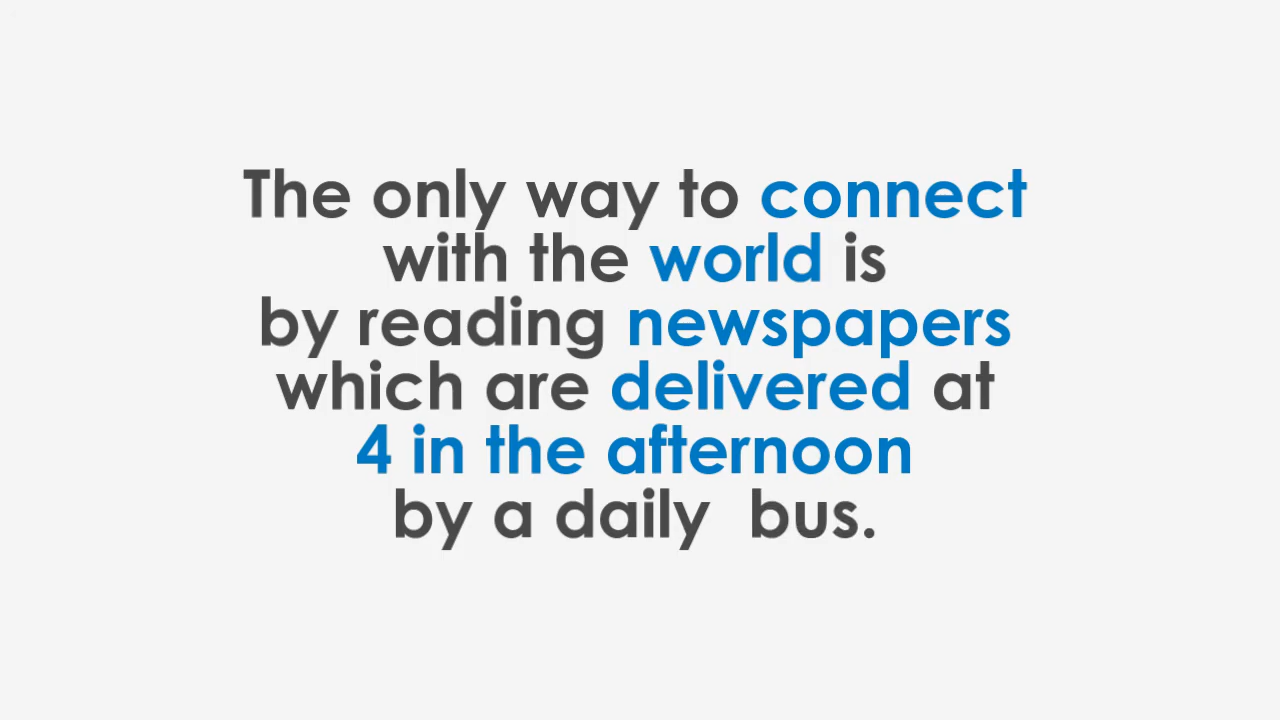 The only way to connect
with the world is
by reading newspapers
which are delivered at
4 in the afternoon
by a daily  bus.